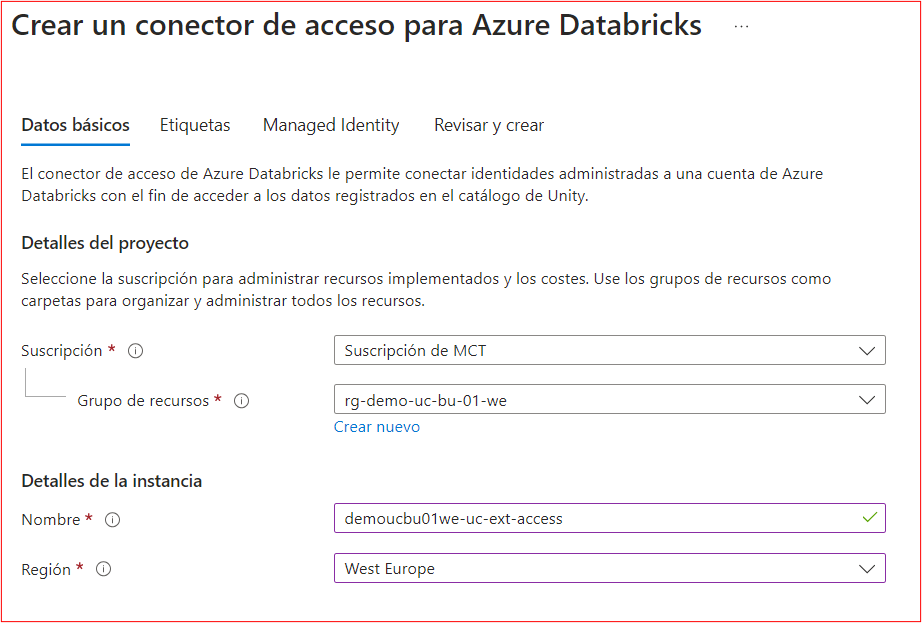 Crear un conector de acceso para Azure Databricks ...
Datos básicos Etiquetas Managed Identity Revisar y crear
El conector de acceso de Azure Databricks le permite conectar identidades administradas a una cuenta de Azure
Databricks con el fin de acceder a los datos registrados en el catálogo de Unity.
Detalles del proyecto
Seleccione la suscripción para administrar recursos implementados y los costes. Use los grupos de recursos como
carpetas para organizar y administrar todos los recursos.
Suscripción * Suscripción de MCT
Grupo de recursos * rg-demo-uc-bu-01-we
Crear nuevo
Detalles de la instancia
Nombre * demoucbu01we-uc-ext-access
Región * West Europe